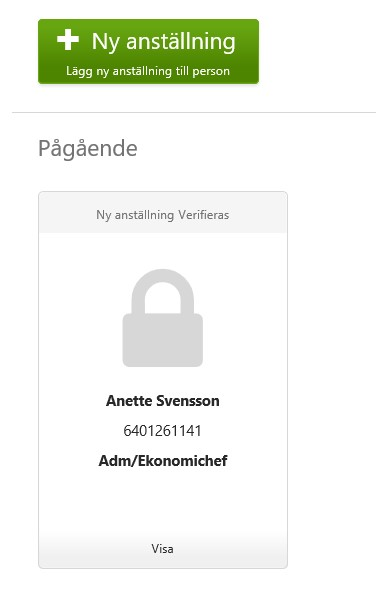 Ny anställning
Lägg ny anställning till person
Pågående
Ny anställning Verifieras
Anette Svensson
6401261141
Adm/Ekonomichef
Visa